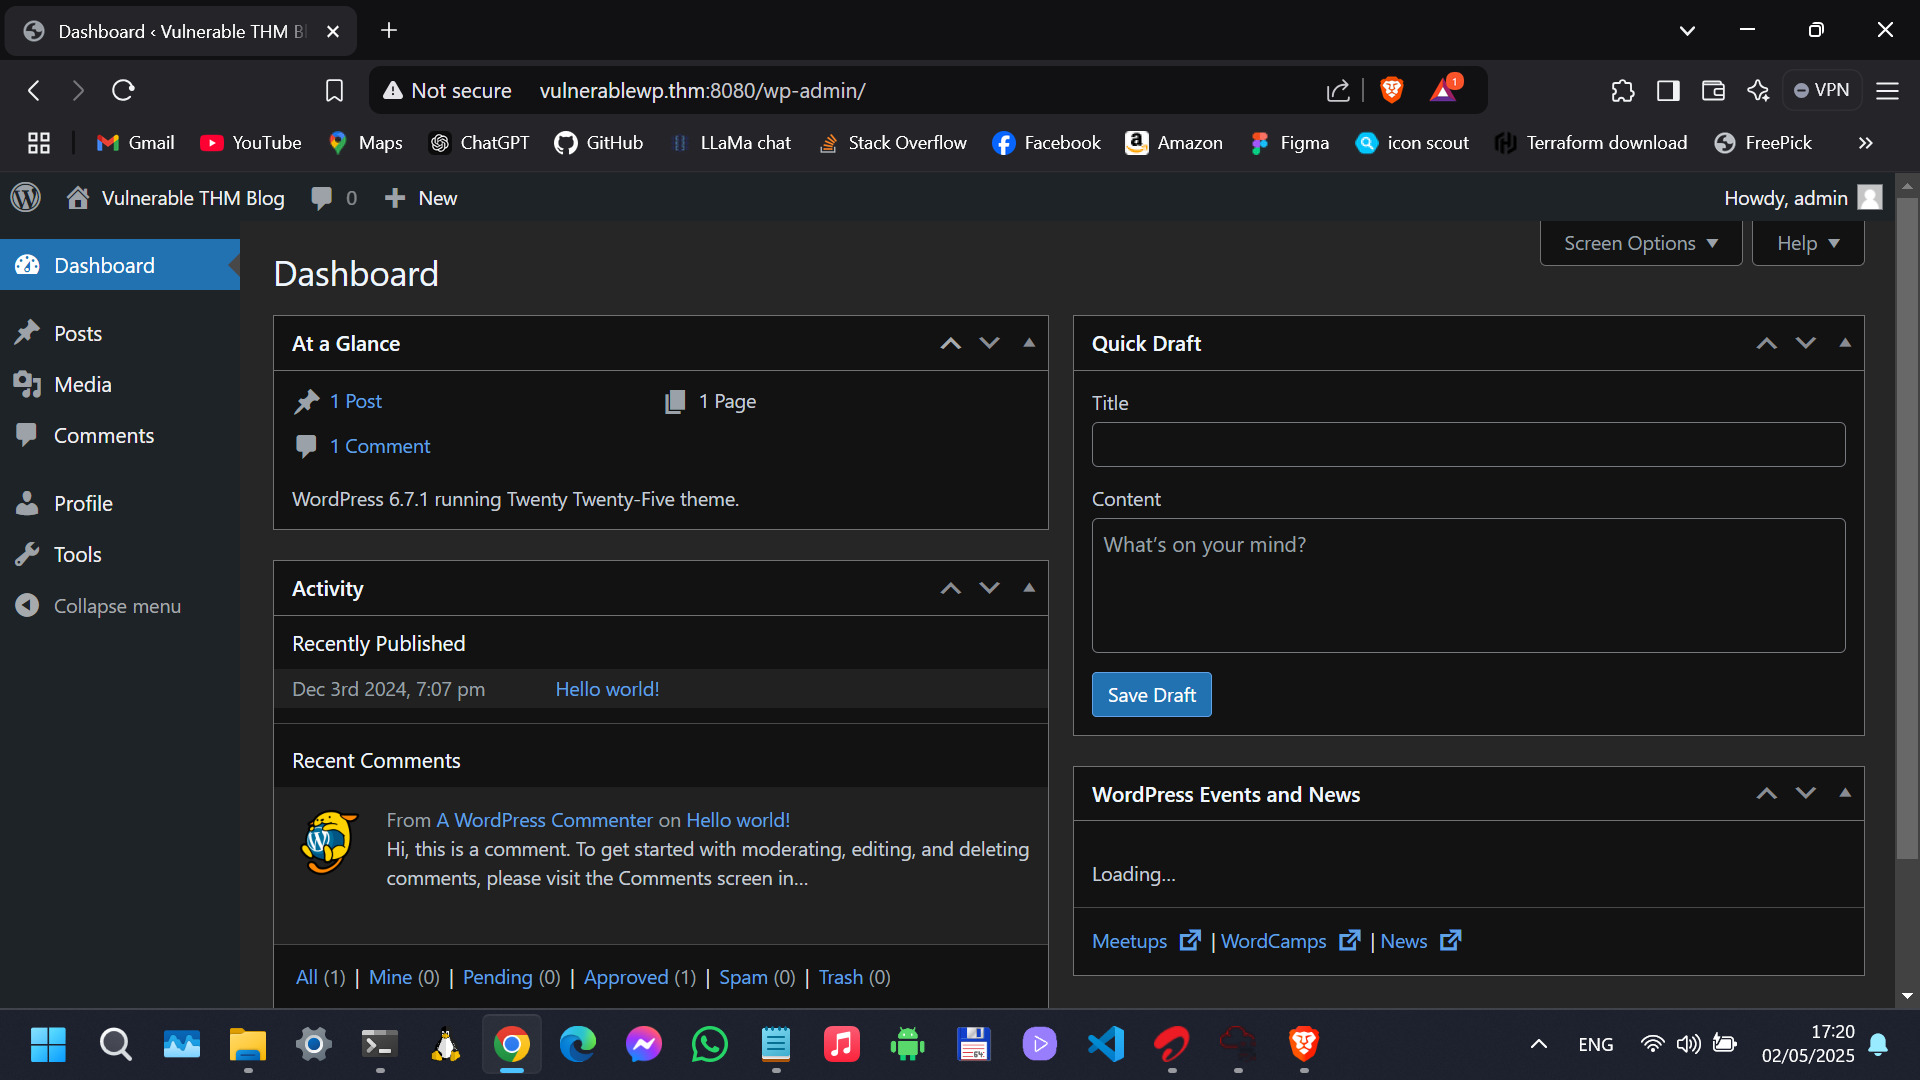 Dashboard ‹ Vulnerable THM B
Not secure vulnerablewp.thm:8080/wp-admin/
1
VPN
Gmail YouTube Maps ChatGPT GitHub LLaMa chat Stack Overflow Facebook Amazon Figma icon scout Terraform download FreePick
Vulnerable THM Blog 0 New Howdy, admin
Screen Options Help
Dashboard
Posts
Media
Comments
Profile
Tools
Collapse menu
Dashboard
At a Glance
1 Post 1 Page
1 Comment
WordPress 6.7.1 running Twenty Twenty-Five theme.
Activity
Recently Published
Dec 3rd 2024, 7:07 pm Hello world!
Recent Comments
From A WordPress Commenter on Hello world!
Hi, this is a comment. To get started with moderating, editing, and deleting
comments, please visit the Comments screen in…
All (1) | Mine (0) | Pending (0) | Approved (1) | Spam (0) | Trash (0)
Quick Draft
Title
Content
What’s on your mind?
Save Draft
WordPress Events and News
Loading…
Meetups | WordCamps | News
64
ENG
17:20
02/05/2025